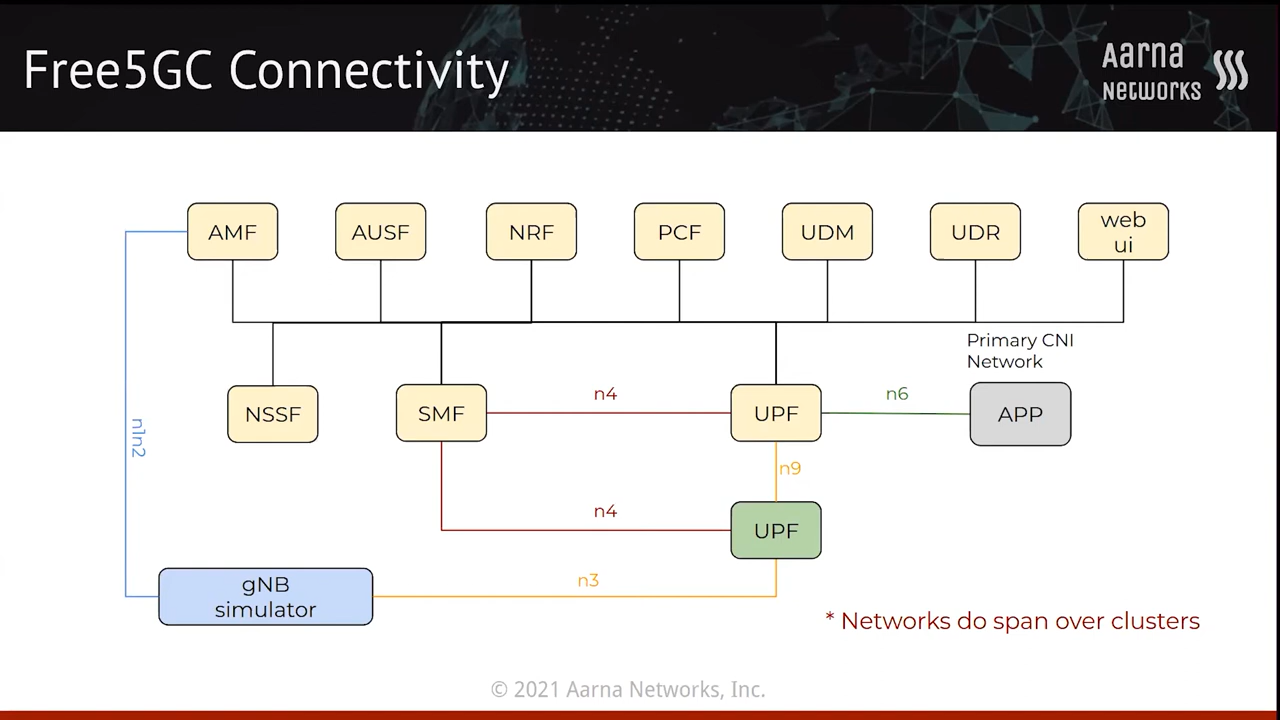 Free5GC Connectivity
Aarna
Networks
AMF
AUSF
NRF
PCF
UDM
UDR
web
ui
Primary CNI
Network
NSSF
SMF
n4
UPF
n6
APP
n1n2
n9
n4
UPF
gNB
simulator
n3
* Networks do span over clusters
© 2021 Aarna Networks, Inc.